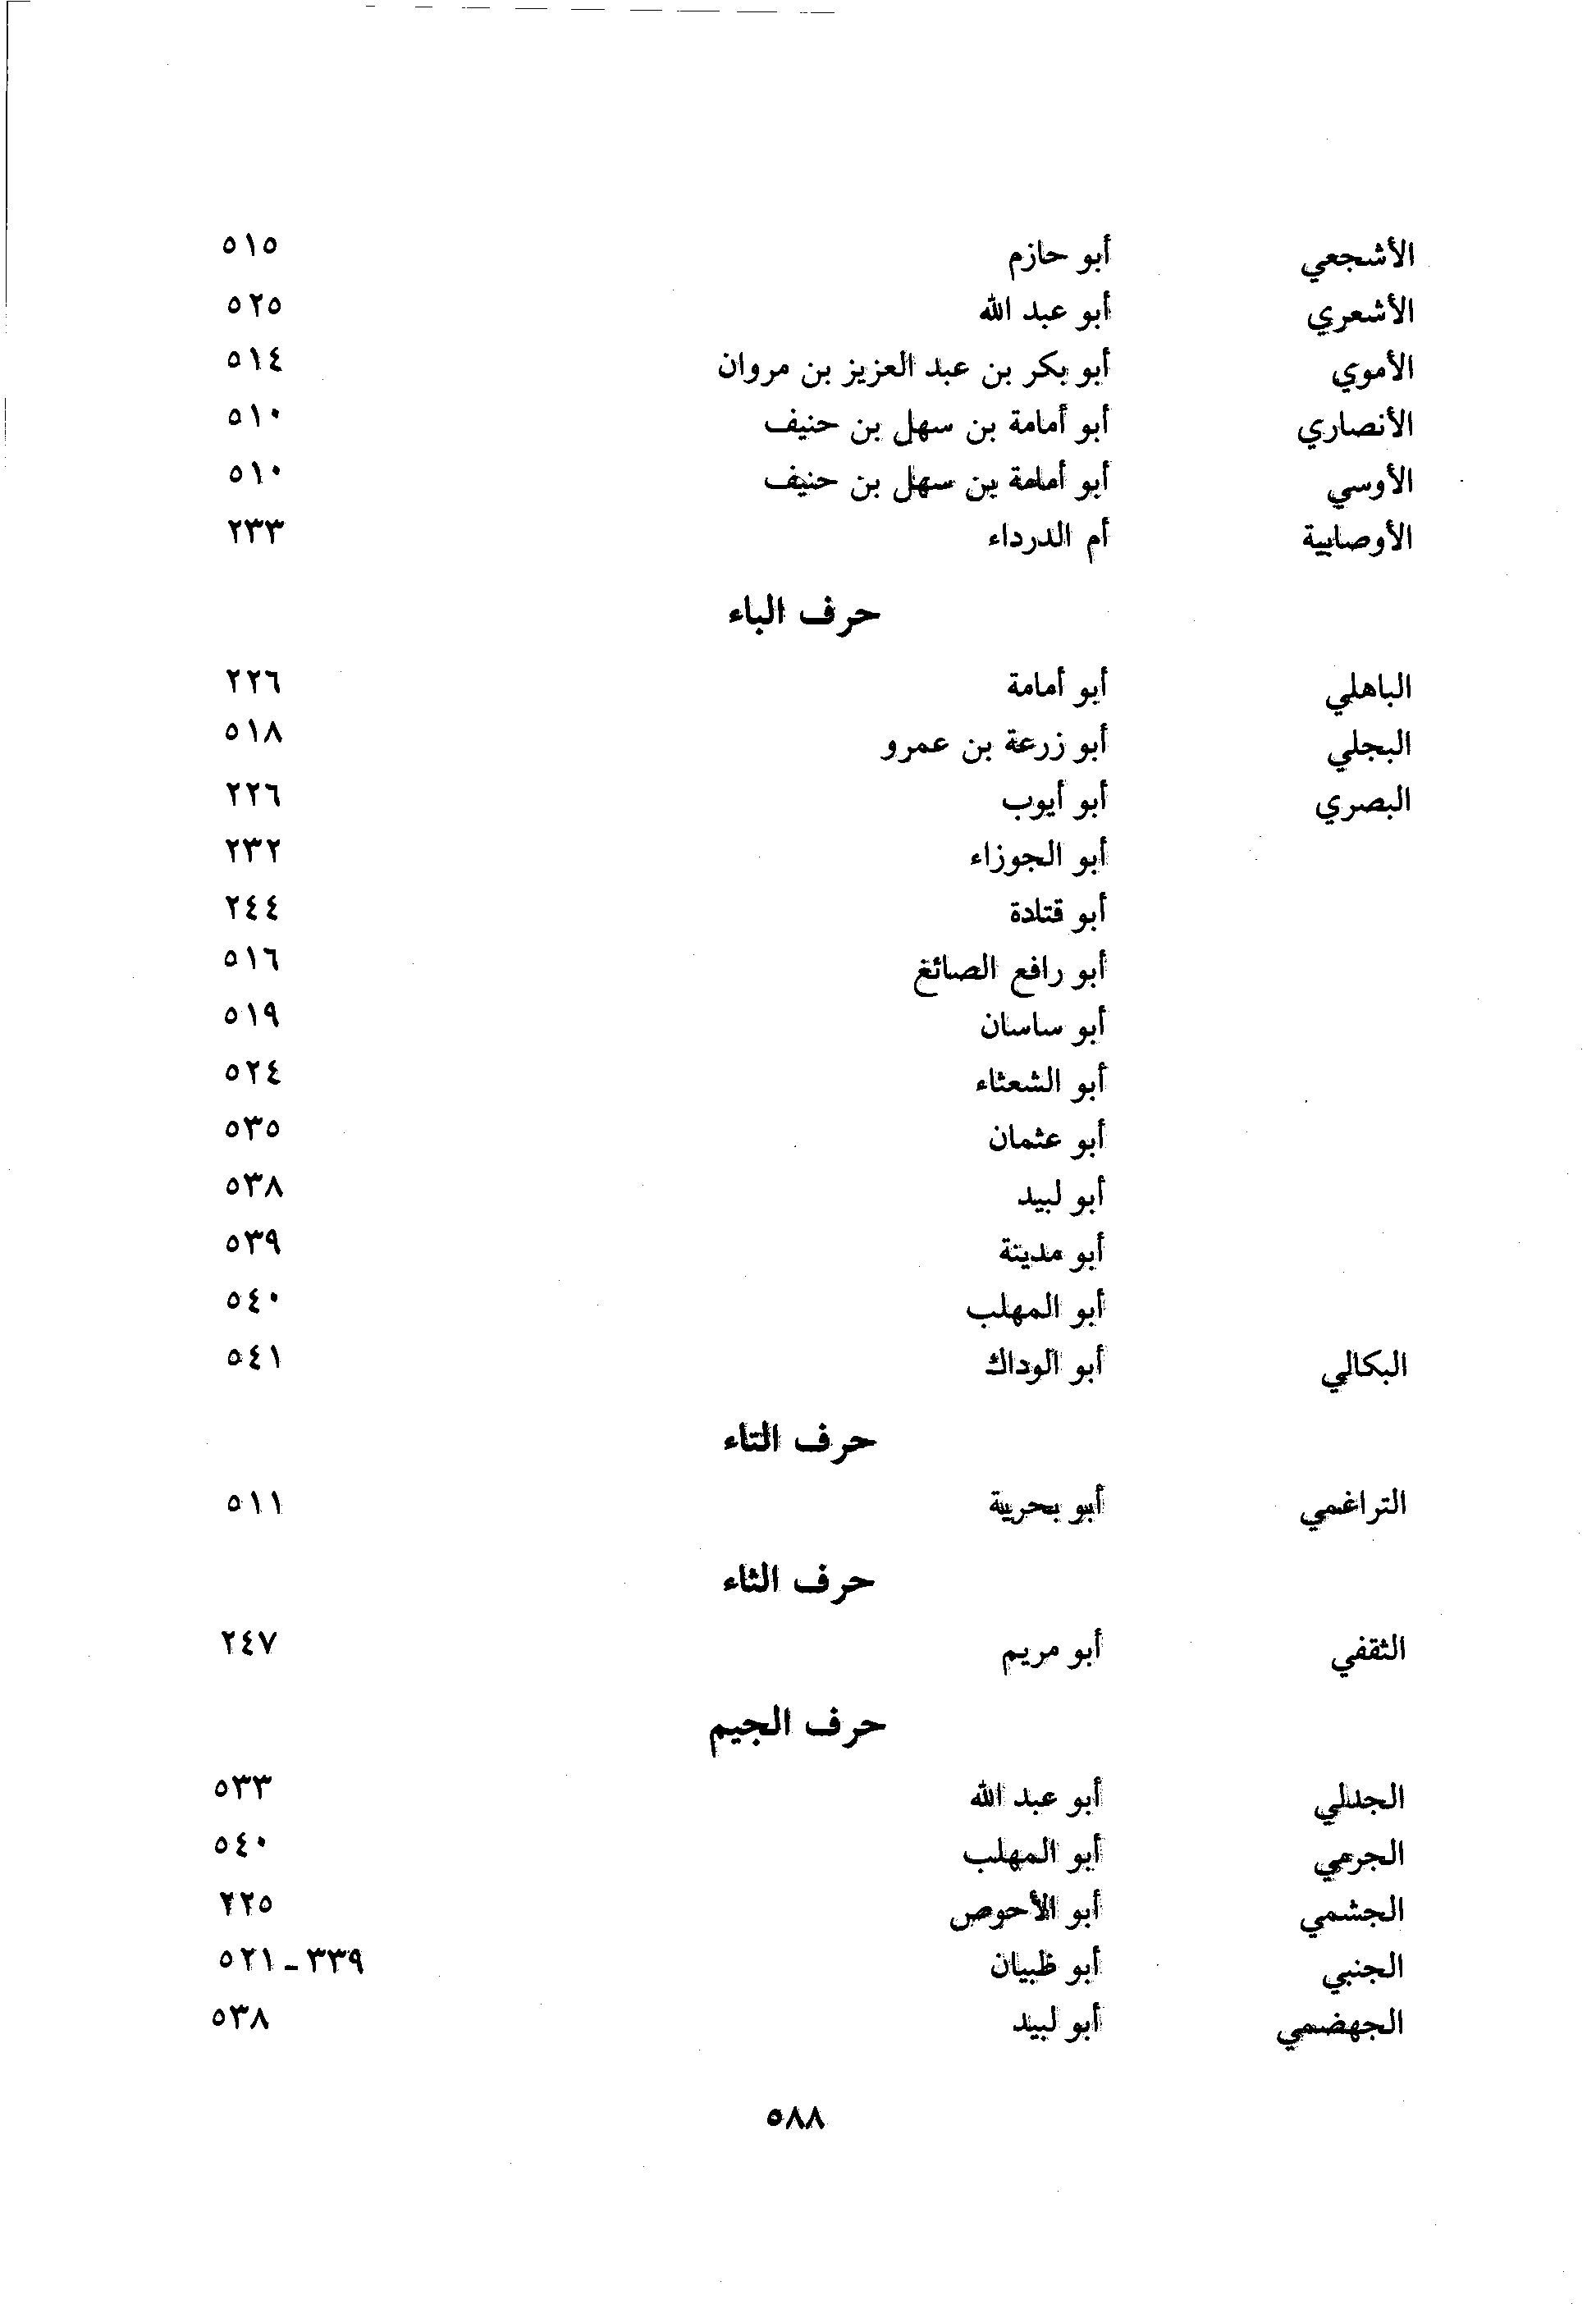 الأشجعي أبو حازم ٥١٥
الأشعري أبو عبد الله ٥٢٥
الأموي أبو بكر بن عبد العزيز بن مروان ٥١٤
الأنصاري أبو أمامة بن سهل بن حنيف ٥١٠
الأوسي أبو أمامة بن سهل بن حنيف ٥١٠
الأوصابية أم الدرداء ٢٣٣
حرف الباء
الباهلي أبو أمامة ٢٢٦
البجلي أبو زرعة بن عمرو ٥١٨
البصري أبو أيوب ٢٢٦
أبو الجوزاء ٢٣٢
أبو قتادة ٢٤٤
أبو رافع الصائغ ٥١٦
أبو ساسان ٥١٩
أبو الشعثاء ٥٢٤
أبو عثمان ٥٣٥
أبو لبيد ٥٣٨
أبو مدينة ٥٣٩
أبو المهلب ٥٤٠
البكالي أبو الوداك ٥٤١
حرف التاء
التراغمي أبو بحرية ٥١١
حرف الثاء
الثقفي أبو مريم ٢٤٧
حرف الجيم
الجدلي أبو عبد الله ٥٣٣
الجرمي أبو المهلب ٥٤٠
الجشمي أبو الأحوص ٢٢٥
الجنبي أبو ظبيان ٣٣٩ ـ ٥٢١
الجهضمي أبو لبيد ٥٣٨
٥٨٨